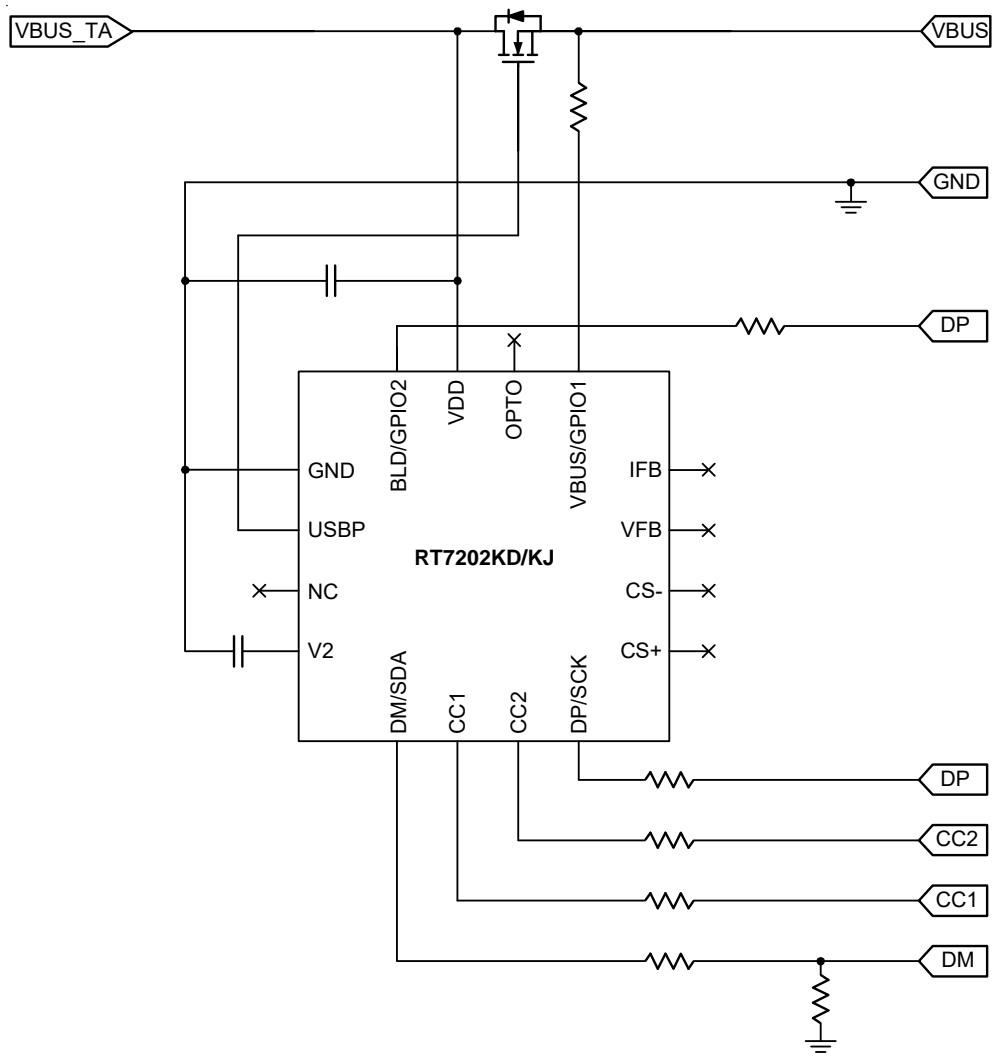 VBUS_TA
VBUS
GND
DP
BLD/GPIO2
VDD
OPTO
VBUS/GPIO1
GND
USBP
NC
V2
RT7202KD/KJ
IFB
VFB
CS-
CS+
DM/SDA
CC1
CC2
DP/SCK
DP
CC2
CC1
DM